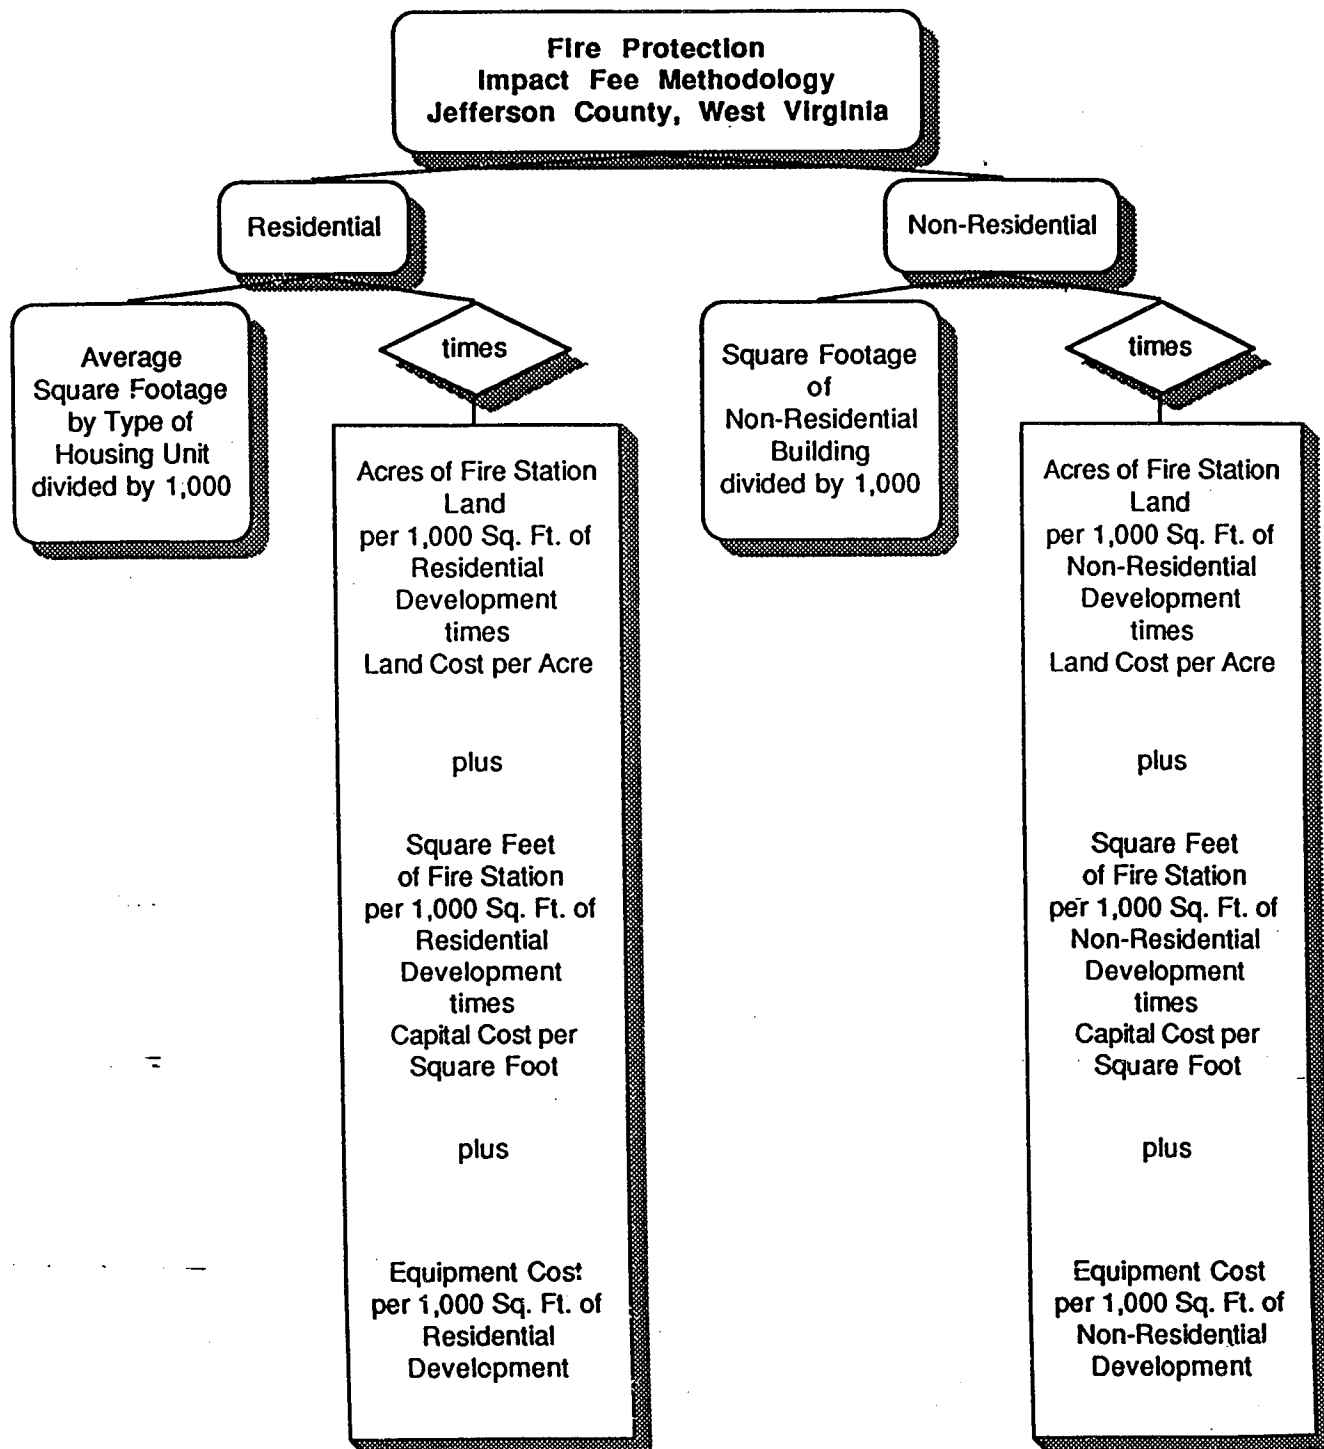 Fire Protection
Impact Fee Methodology
Jefferson County, West Virginia
Residential
Non-Residential
Average
Square Footage
by Type of
Housing Unit
divided by 1,000
times
Acres of Fire Station
Land
per 1,000 Sq. Ft. of
Residential
Development
times
Land Cost per Acre
plus
Square Feet
of Fire Station
per 1,000 Sq. Ft. of
Residential
Development
times
Capital Cost per
Square Foot
plus
Equipment Cost
per 1,000 Sq. Ft. of
Residential
Development
Square Footage
of
Non-Residential
Building
divided by 1,000
times
Acres of Fire Station
Land
per 1,000 Sq. Ft. of
Non-Residential
Development
times
Land Cost per Acre
plus
Square Feet
of Fire Station
per 1,000 Sq. Ft. of
Non-Residential
Development
times
Capital Cost per
Square Foot
plus
Equipment Cost
per 1,000 Sq. Ft. of
Non-Residential
Development